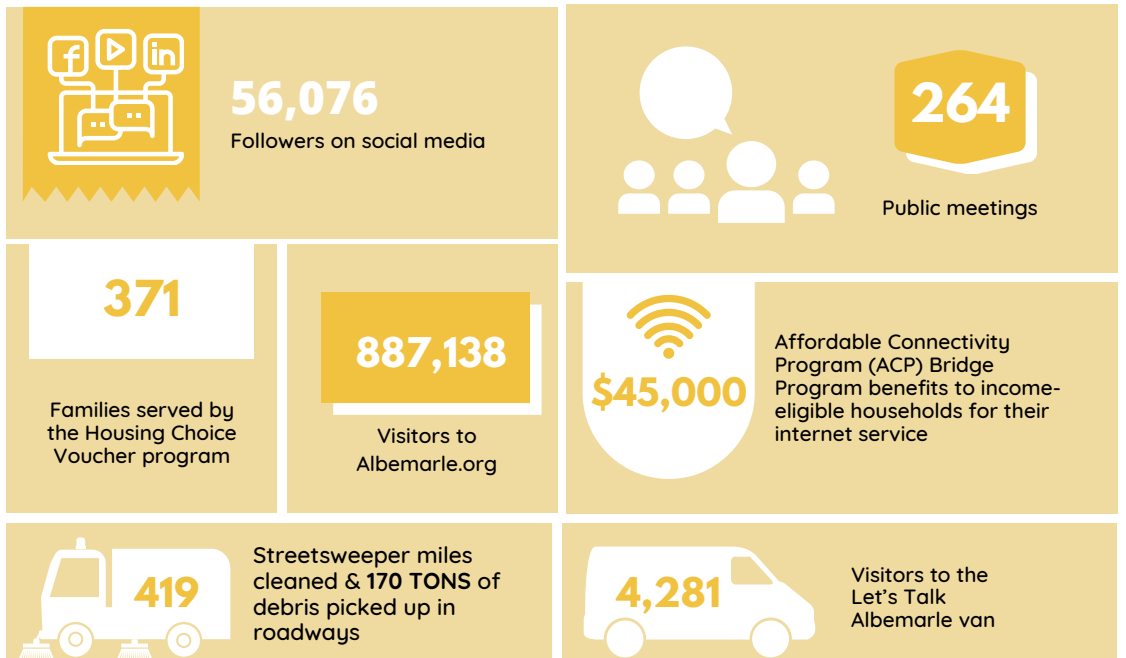 f
in
56,076
Followers on social media
264
Public meetings
371
Families served by
the Housing Choice
Voucher program
887,138
Visitors to
Albemarle.org
$45,000
Affordable Connectivity
Program (ACP) Bridge
Program benefits to income-
eligible households for their
internet service
419
Streetsweeper miles
cleaned & 170 TONS of
debris picked up in
roadways
4,281
Visitors to the
Let's Talk
Albemarle van